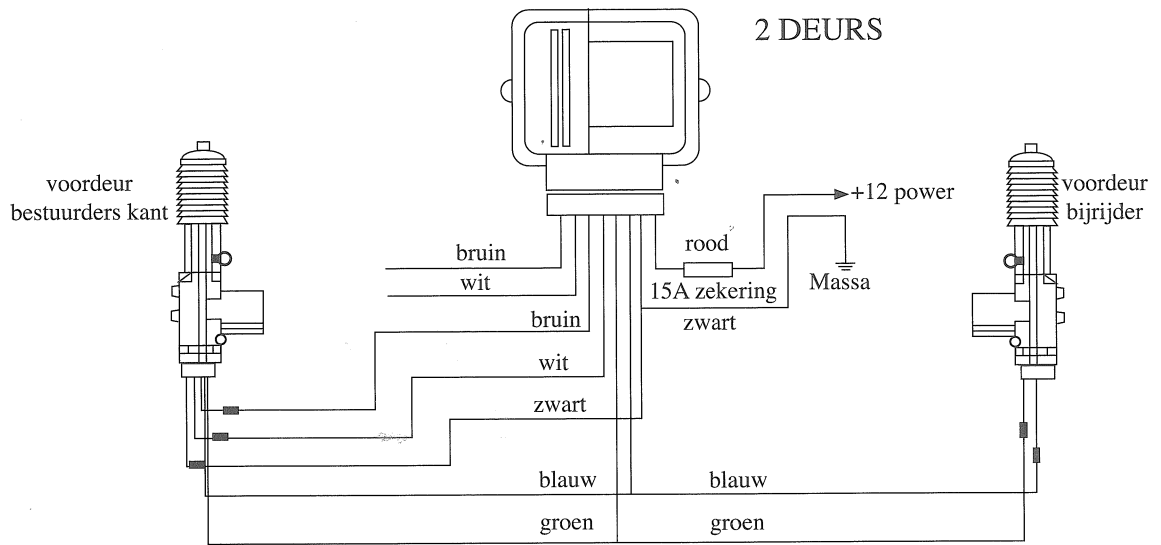 2 DEURS
voordeur
bestuurders kant
voordeur
bijrijder
+12 power
rood
15A zekering
Massa
zwart
bruin
wit
bruin
wit
zwart
blauw
blauw
groen
groen